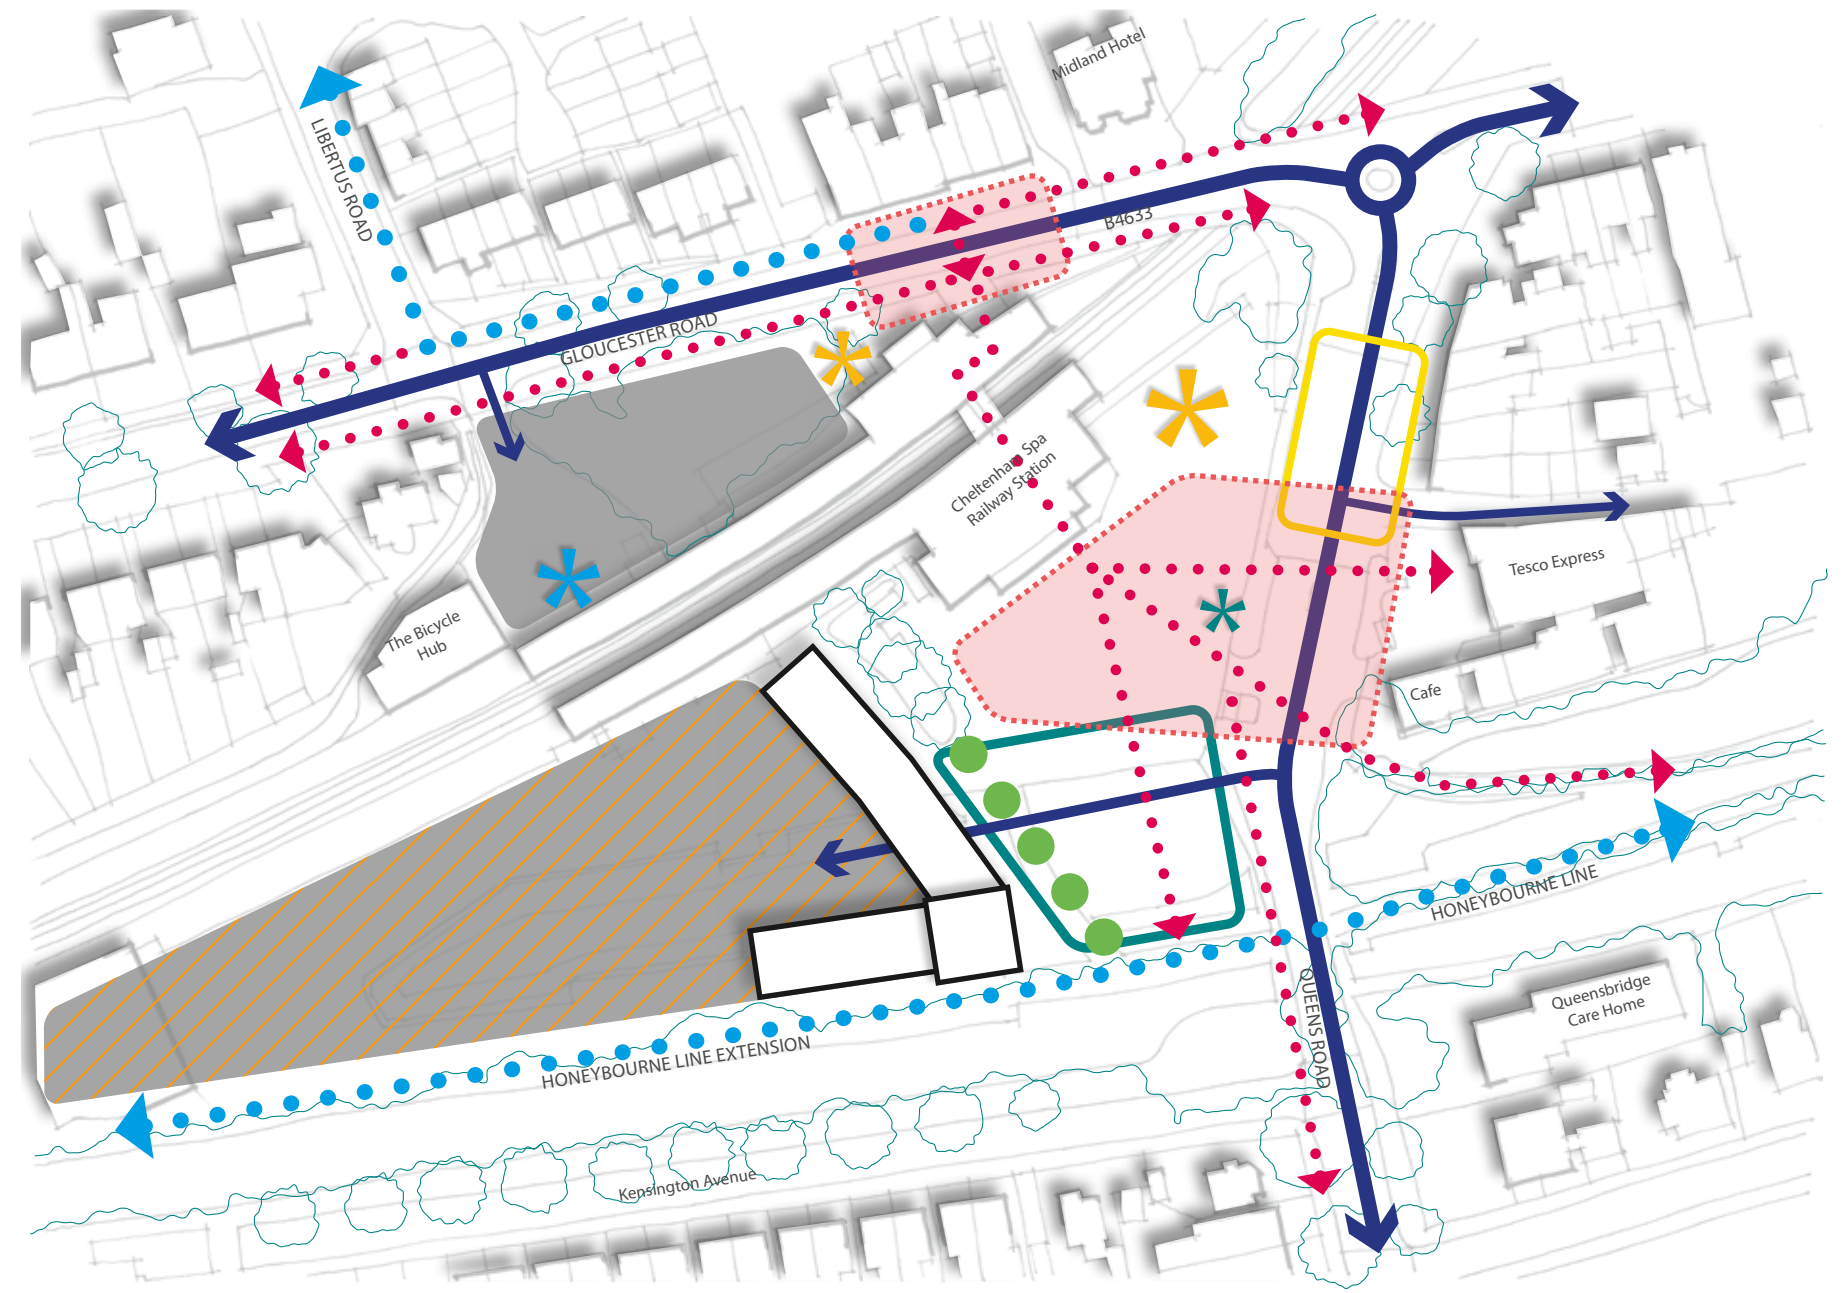 Midland Hotel
LIBERTUS ROAD
B4633
GLOUCESTER ROAD
Cheltenham Spa
Railway Station
Tesco Express
The Bicycle
Hub
Cafe
HONEYBOURNE LINE
QUEENS ROAD
Queensbridge
Care Home
HONEYBOURNE LINE EXTENSION
Kensington Avenue